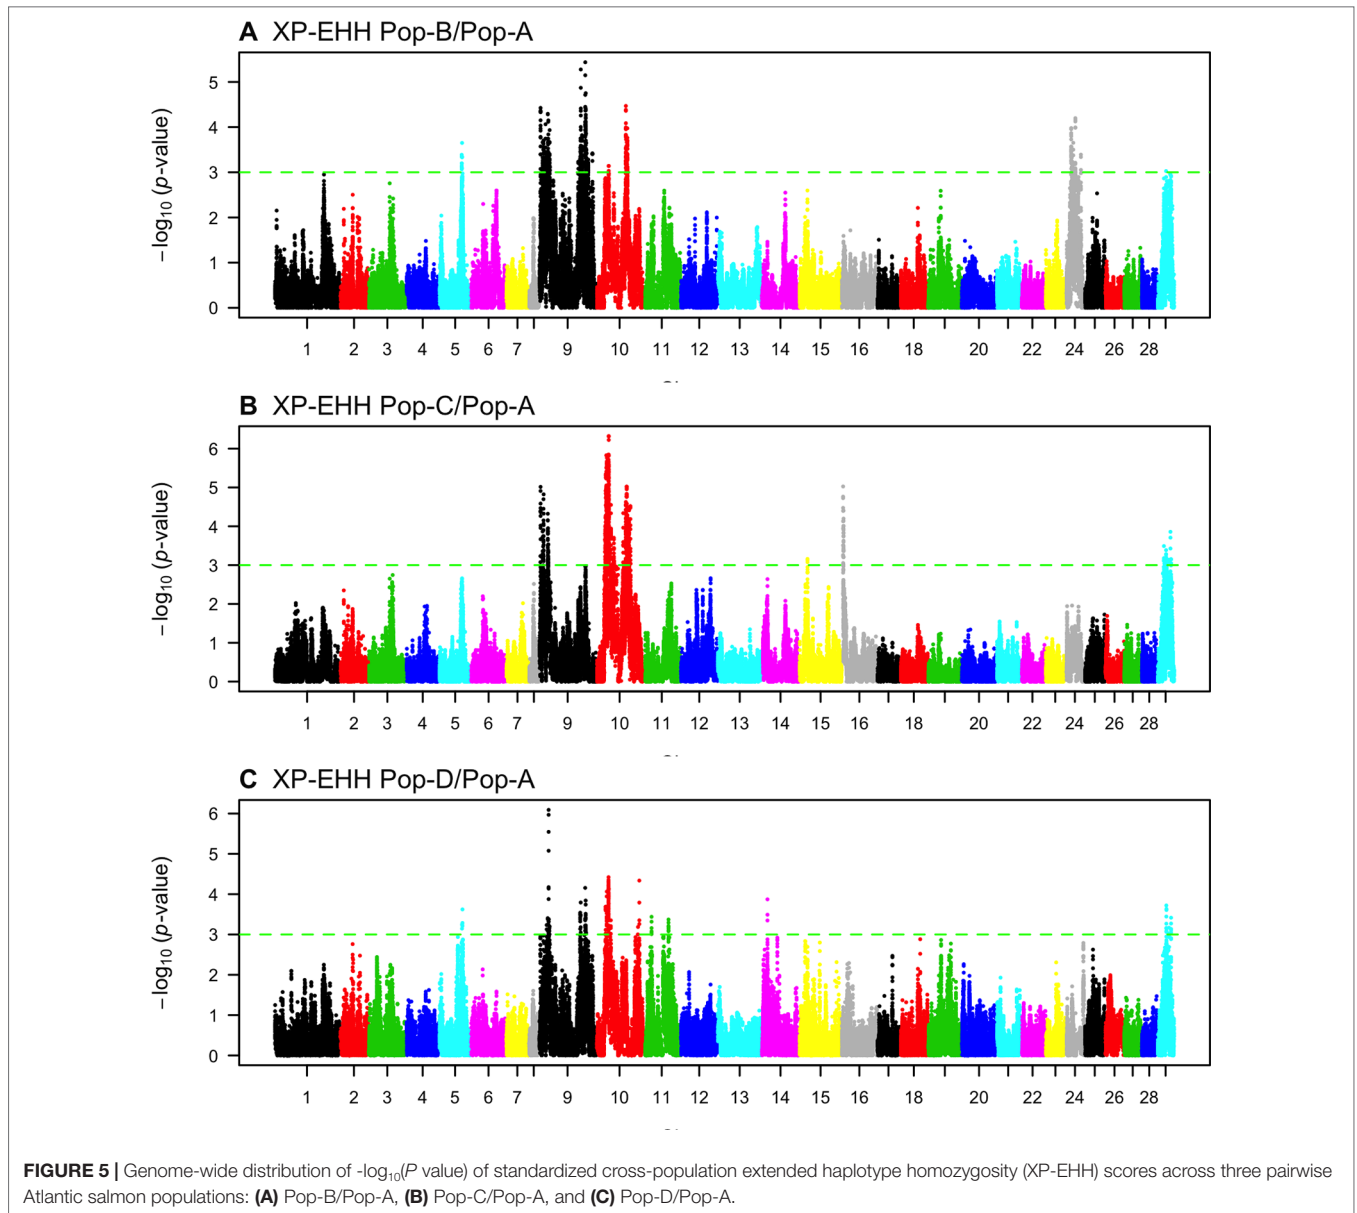 A XP-EHH Pop-B/Pop-A
5
4
3
2
1
0
−log10 (p-value)
1 2 3 4 5 6 7 9 10 11 12 13 14 15 16 18 20 22 24 26 28
B XP-EHH Pop-C/Pop-A
6
5
4
3
2
1
0
−log10 (p-value)
1 2 3 4 5 6 7 9 10 11 12 13 14 15 16 18 20 22 24 26 28
C XP-EHH Pop-D/Pop-A
6
5
4
3
2
1
0
−log10 (p-value)
1 2 3 4 5 6 7 9 10 11 12 13 14 15 16 18 20 22 24 26 28
FIGURE 5 | Genome-wide distribution of -log10(P value) of standardized cross-population extended haplotype homozygosity (XP-EHH) scores across three pairwise
Atlantic salmon populations: (A) Pop-B/Pop-A, (B) Pop-C/Pop-A, and (C) Pop-D/Pop-A.